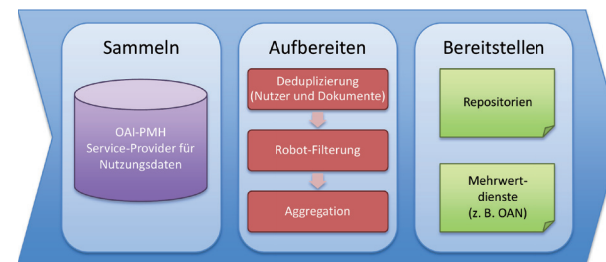 Sammeln
OAI-PMH
Service-Provider für
Nutzungsdaten
Aufbereiten
Deduplizierung
(Nutzer und Dokumente)
Robot-Filterung
Aggregation
Bereitstellen
Repositorien
Mehrwert-
dienste
(z. B. OAN)